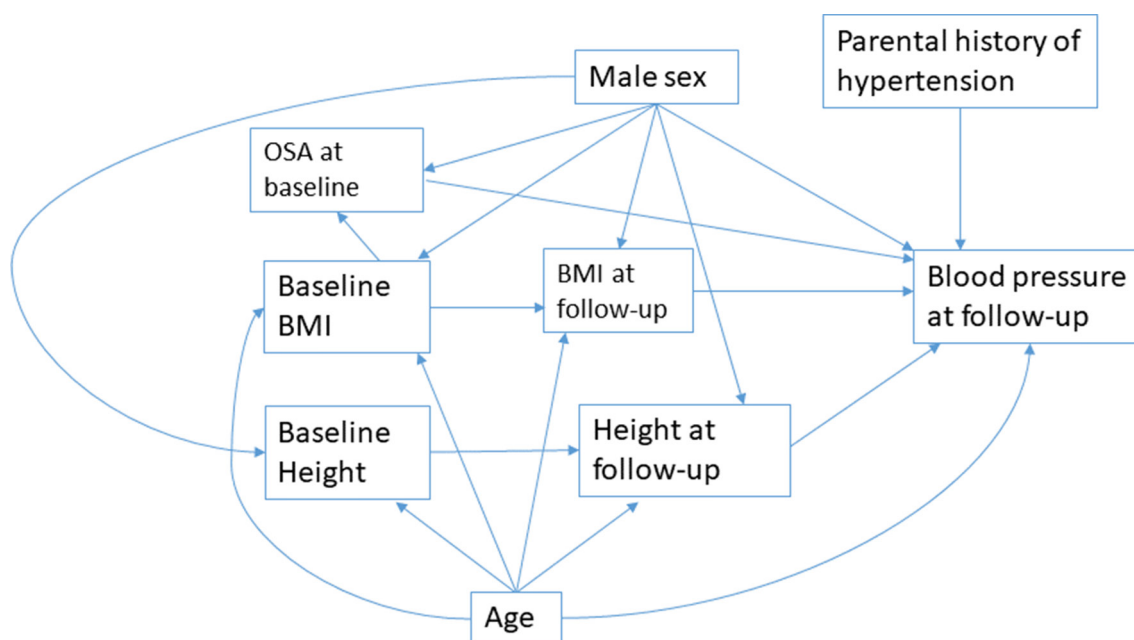 Parental history of
hypertension
Male sex
OSA at
baseline
Baseline
BMI
BMI at
follow-up
Blood pressure
at follow-up
Baseline
Height
Height at
follow-up
Age